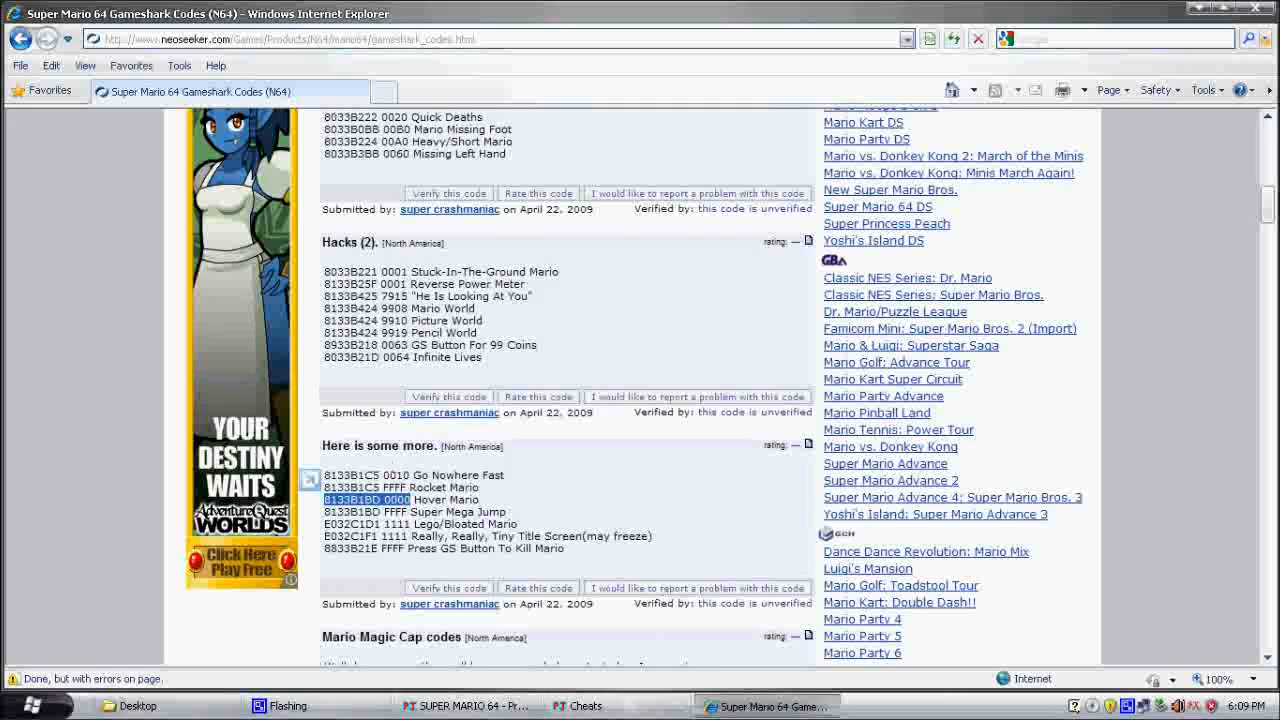 Super Mario 64 Gameshark Codes (N64) - Windows Internet Explorer
http://www.neoseeker.com/Games/Products/N64/mario64/gameshark_codes.html
File Edit View Favorites Tools Help
Favorites Super Mario 64 Gameshark Codes (N64) Page Safety Tools
8033B222 0020 Quick Deaths
8033B0BB 00B0 Mario Missing Foot
8033B224 00A0 Heavy/Short Mario
8033B3BB 0060 Missing Left Hand
Verify this code Rate this code I would like to report a problem with this code
Submitted by: super crashmaniac on April 22, 2009 Verified by: this code is unverified
Hacks (2). [North America] rating: —
8033B221 0001 Stuck-In-The-Ground Mario
8133B25F 0001 Reverse Power Meter
8133B425 7915 "He Is Looking At You"
8133B424 9908 Mario World
8133B424 9910 Picture World
8133B424 9919 Pencil World
8933B218 0063 GS Button For 99 Coins
8033B21D 0064 Infinite Lives
Verify this code Rate this code I would like to report a problem with this code
Submitted by: super crashmaniac on April 22, 2009 Verified by: this code is unverified
Here is some more. [North America] rating: —
8133B1C5 0010 Go Nowhere Fast
8133B1C5 FFFF Rocket Mario
8133B1BD 0000 Hover Mario
8133B1BD FFFF Super Mega Jump
E032C1D1 1111 Lego/Bloated Mario
E032C1F1 1111 Really, Really, Tiny Title Screen(may freeze)
8833B21E FFFF Press GS Button To Kill Mario
Verify this code Rate this code I would like to report a problem with this code
Submitted by: super crashmaniac on April 22, 2009 Verified by: this code is unverified
Mario Magic Cap codes [North America] rating: —
YOUR
DESTINY
WAITS
AdventureQuest
WORLDS
Click Here
Play Free
Mario Kart DS
Mario Party DS
Mario vs. Donkey Kong 2: March of the Minis
Mario vs. Donkey Kong: Minis March Again!
New Super Mario Bros.
Super Mario 64 DS
Super Princess Peach
Yoshi's Island DS
GBA
Classic NES Series: Dr. Mario
Classic NES Series: Super Mario Bros.
Dr. Mario/Puzzle League
Famicom Mini: Super Mario Bros. 2 (Import)
Mario & Luigi: Superstar Saga
Mario Golf: Advance Tour
Mario Kart Super Circuit
Mario Party Advance
Mario Pinball Land
Mario Tennis: Power Tour
Mario vs. Donkey Kong
Super Mario Advance
Super Mario Advance 2
Super Mario Advance 4: Super Mario Bros. 3
Yoshi's Island: Super Mario Advance 3
GCN
Dance Dance Revolution: Mario Mix
Luigi's Mansion
Mario Golf: Toadstool Tour
Mario Kart: Double Dash!!
Mario Party 4
Mario Party 5
Mario Party 6
Done, but with errors on page. Internet 100%
Desktop Flashing SUPER MARIO 64 - Pr... Cheats Super Mario 64 Game... 6:09 PM